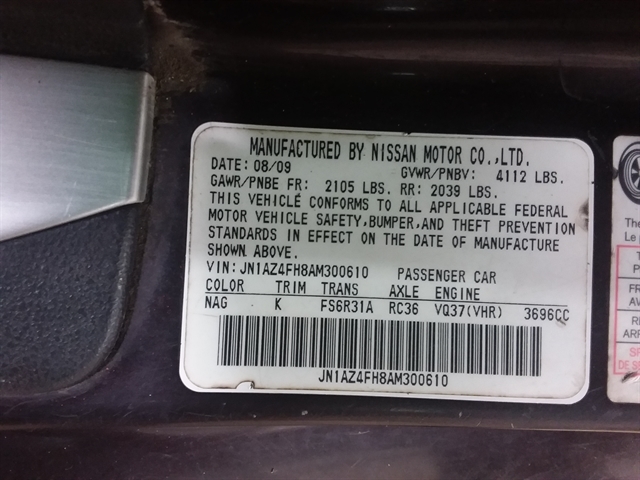 MANUFACTURED BY NISSAN MOTOR CO.,LTD.
DATE: 08/09 GVWR/PNBV: 4112 LBS.
GAWR/PNBE FR: 2105 LBS. RR: 2039 LBS.
THIS VEHICLE CONFORMS TO ALL APPLICABLE FEDERAL
MOTOR VEHICLE SAFETY,BUMPER,AND THEFT PREVENTION
STANDARDS IN EFFECT ON THE DATE OF MANUFACTURE
SHOWN ABOVE.
VIN: JN1AZ4FH8AM300610 PASSENGER CAR
COLOR TRIM TRANS AXLE ENGINE
NAG K FS6R31A RC36 VQ37(VHR) 3696CC
JN1AZ4FH8AM300610
The
Le p